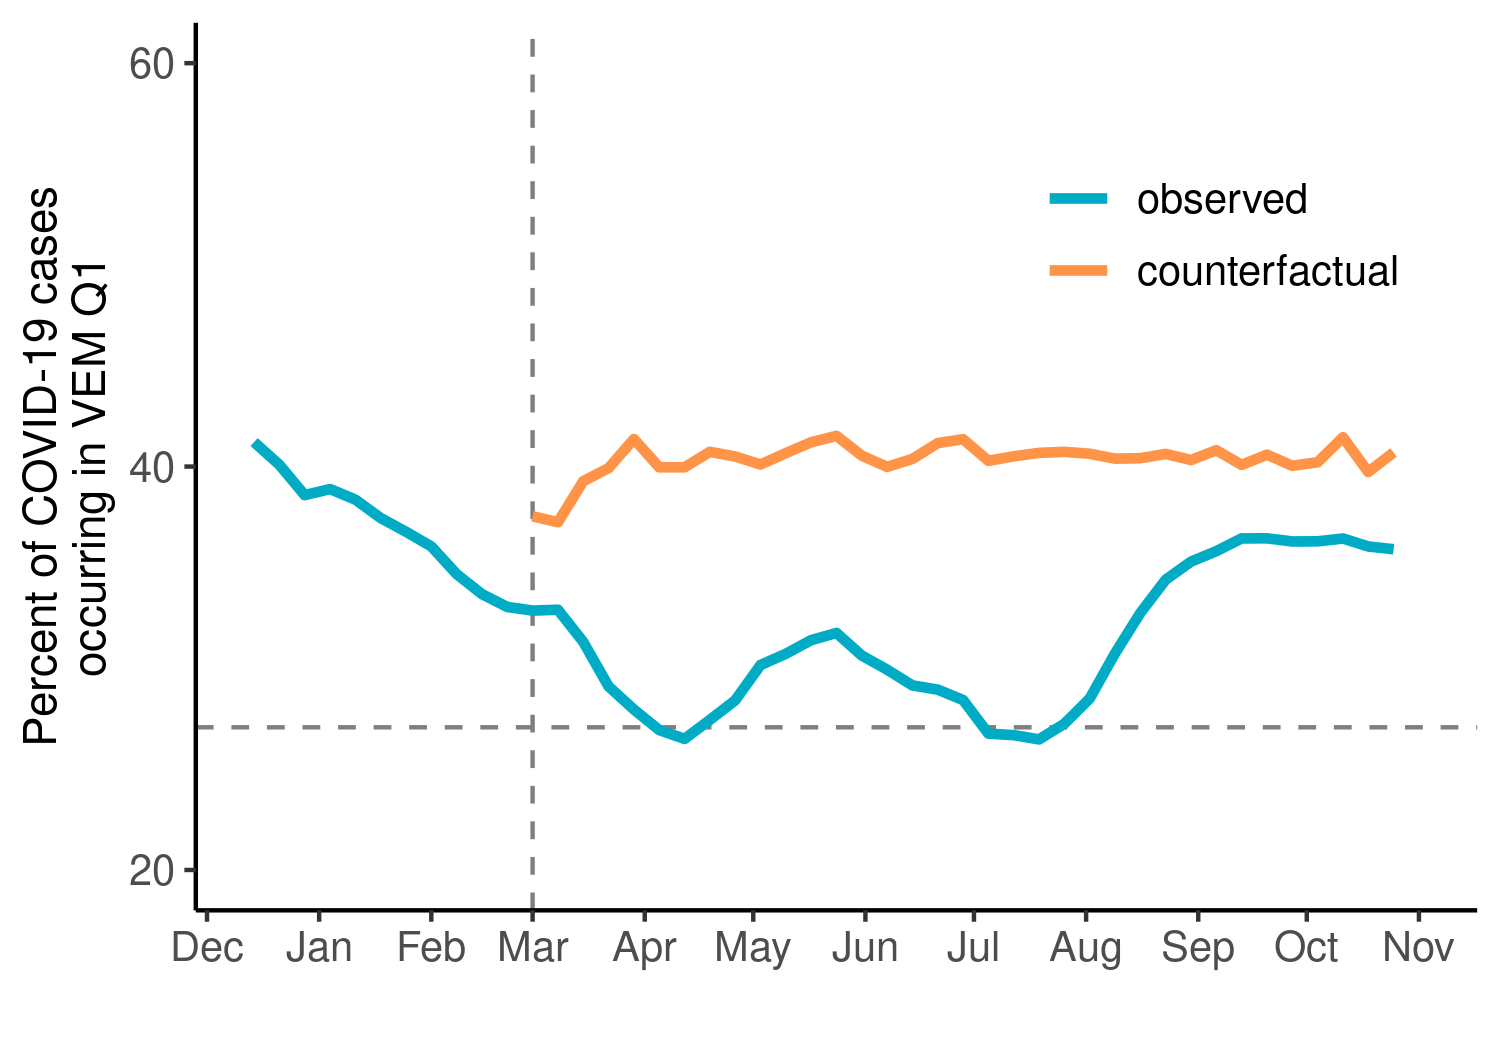 60
40
20
Percent of COVID-19 cases
occurring in VEM Q1
observed
counterfactual
Dec Jan Feb Mar Apr May Jun Jul Aug Sep Oct Nov